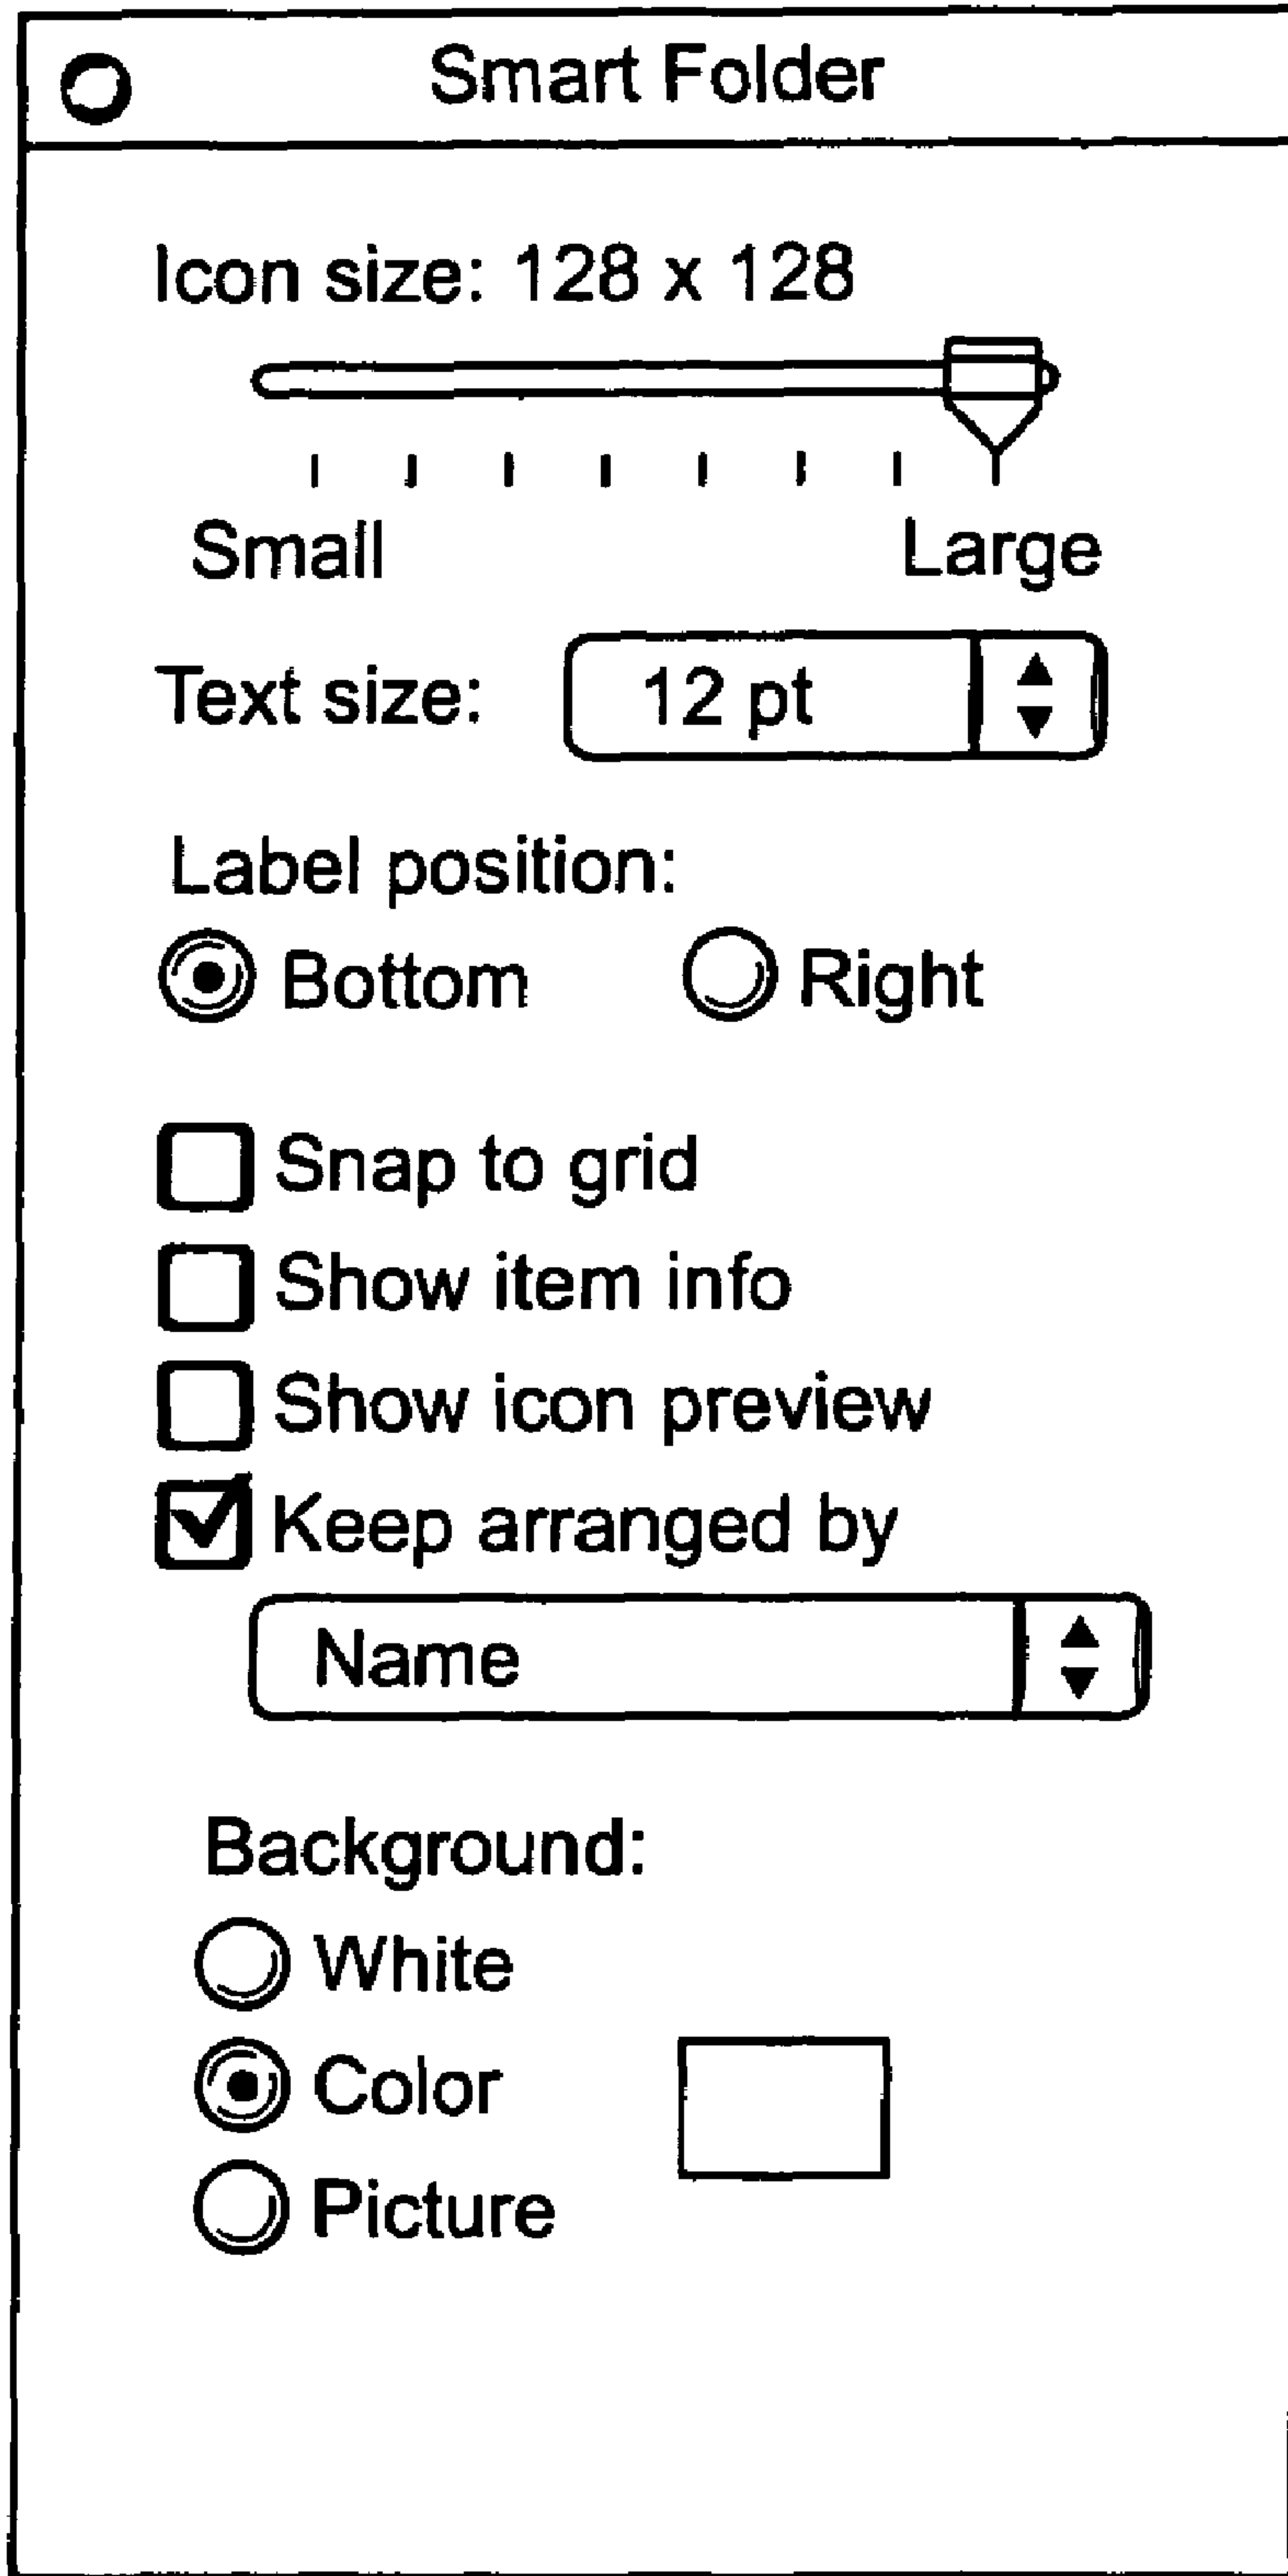 Smart Folder
Icon size: 128 x 128
Small Large
Text size: 12 pt
Label position:
Bottom Right
Snap to grid
Show item info
Show icon preview
Keep arranged by
Name
Background:
White
Color
Picture